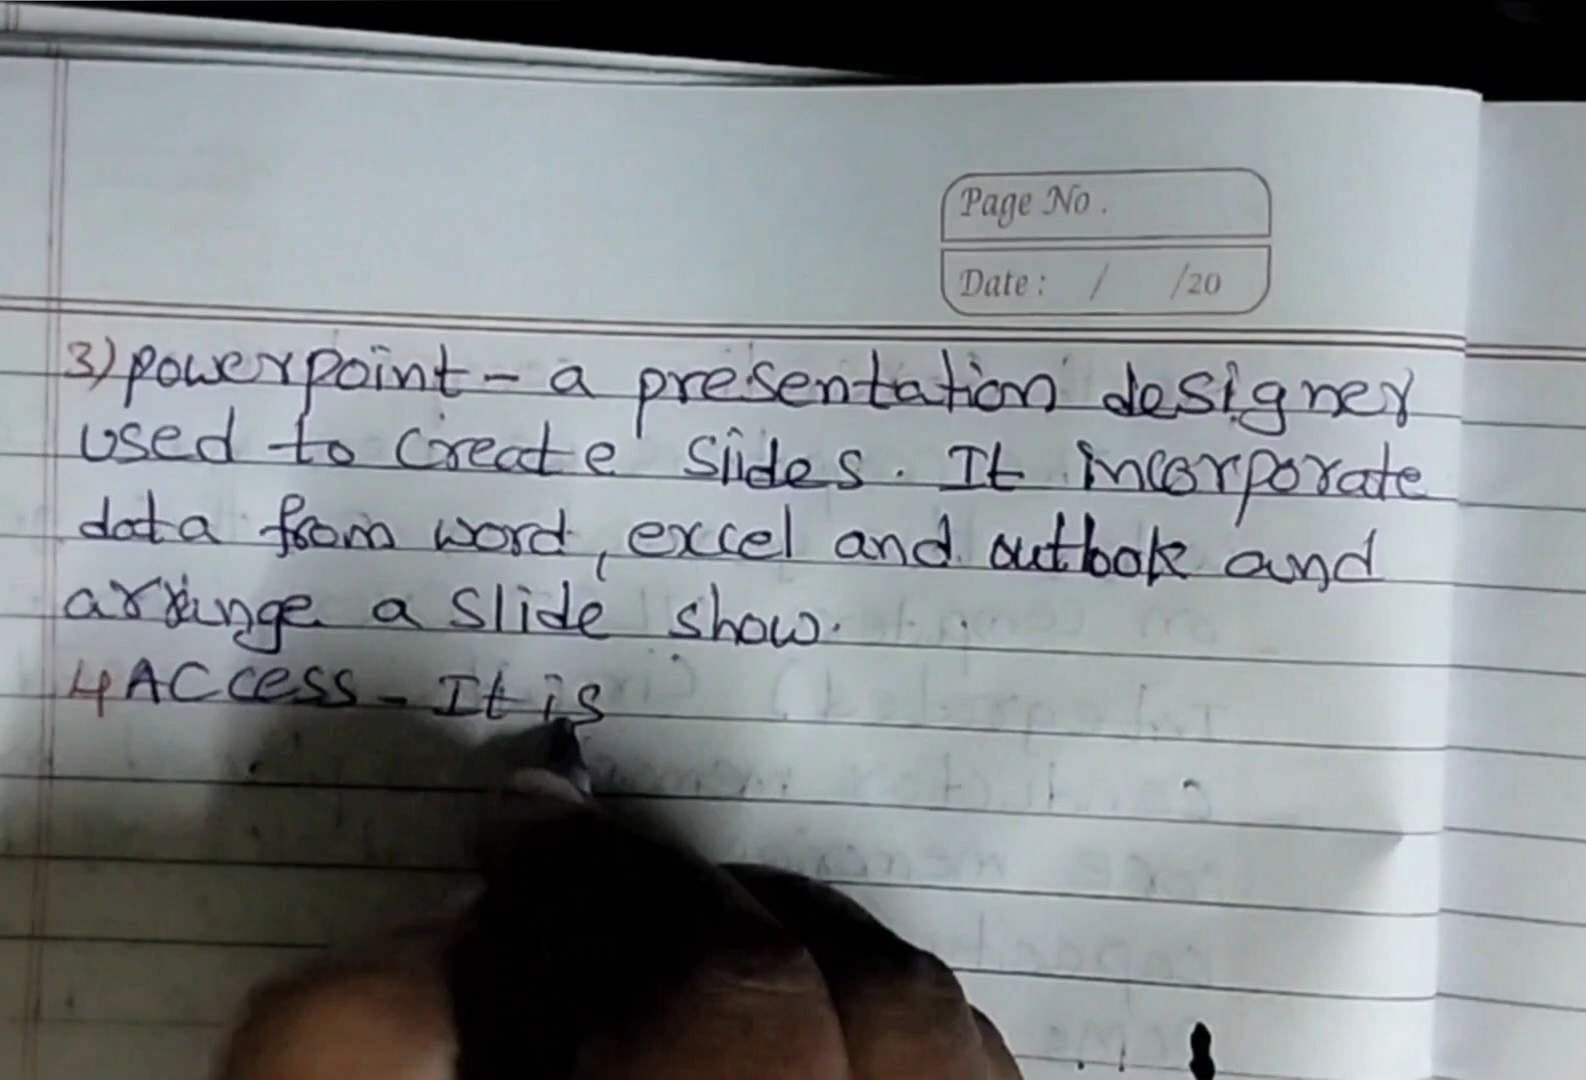 Page No.
Date: / /20
3) powerpoint - a presentation designer
used to create slides. It incorporate
data from word, excel and outlook and
arrange a slide show.
4 ACcess - It is